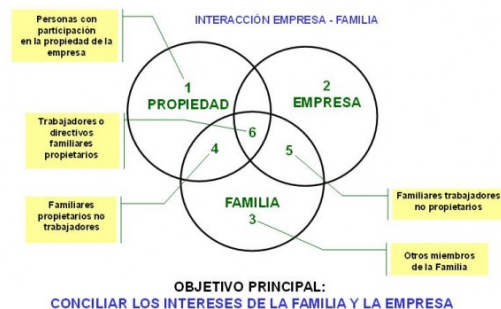 Personas con
participación
en la propiedad de la
empresa
INTERACCIÓN EMPRESA - FAMILIA
1
PROPIEDAD
2
EMPRESA
Trabajadores o
directivos
familiares
propietarios
6
4
5
Familiares
propietarios no
trabajadores
FAMILIA
3
Familiares trabajadores
no propietarios
Otros miembros
de la Familia
OBJETIVO PRINCIPAL:
CONCILIAR LOS INTERESES DE LA FAMILIA Y LA EMPRESA